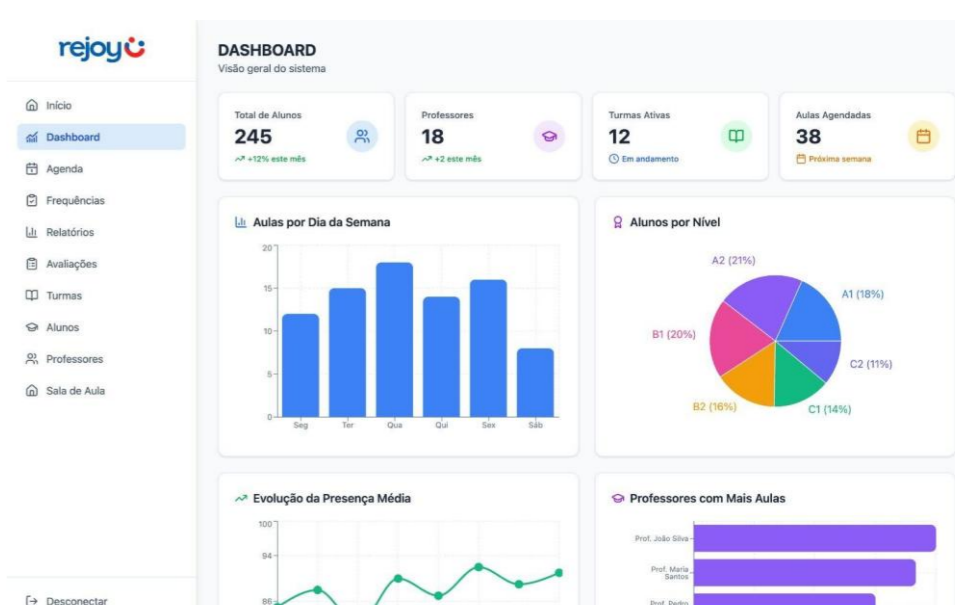 rejoy
Início
Dashboard
Agenda
Frequências
Relatórios
Avaliações
Turmas
Alunos
Professores
Sala de Aula
Desconectar
DASHBOARD
Visão geral do sistema
Total de Alunos
245
+12% este mês
Professores
18
+2 este mês
Turmas Ativas
12
Em andamento
Aulas Agendadas
38
Próxima semana
Aulas por Dia da Semana
20
15
10
5
0
Seg Ter Qua Qui Sex Sáb
Alunos por Nível
A2 (21%)
A1 (18%)
B1 (20%)
C2 (11%)
B2 (16%)
C1 (14%)
Evolução da Presença Média
100
94
86
Professores com Mais Aulas
Prof. João Silva
Prof. Maria
Santos
Prof. Pedro